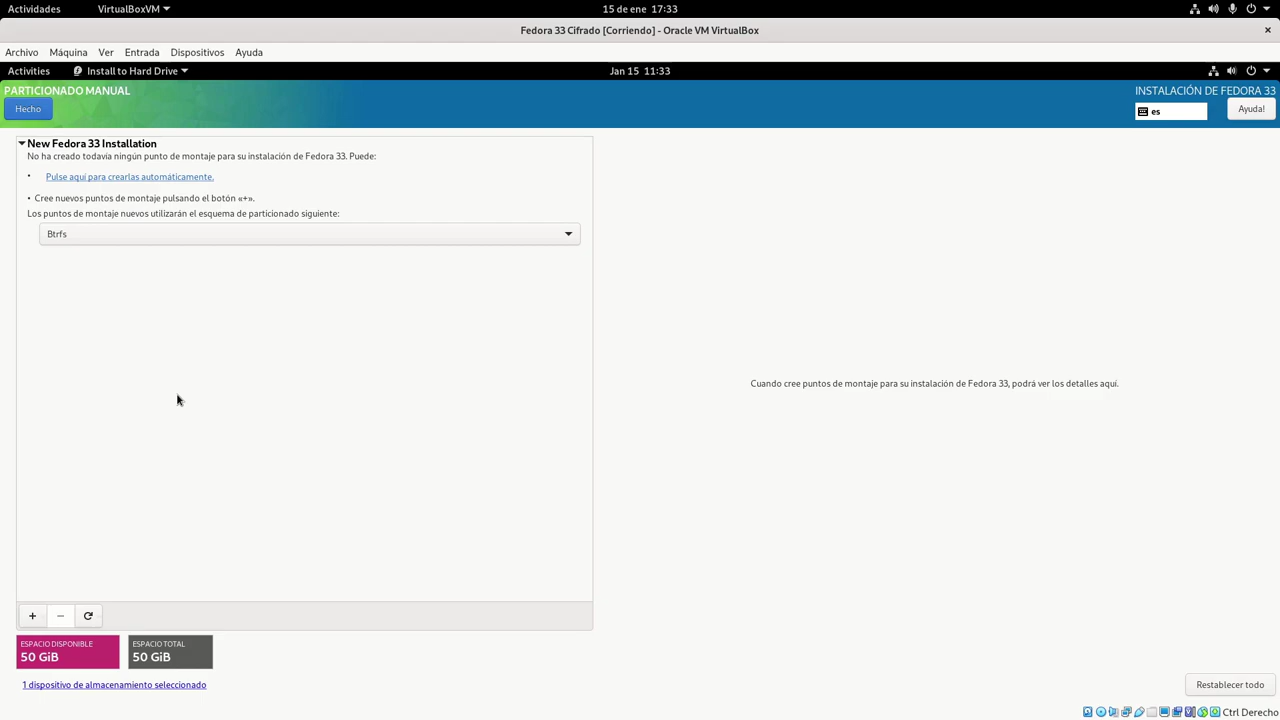 Actividades
VirtualBoxVM
15 de ene 17:33
Fedora 33 Cifrado [Corriendo] - Oracle VM VirtualBox
×
Archivo Máquina Ver Entrada Dispositivos Ayuda
Activities
Install to Hard Drive
Jan 15 11:33
PARTICIONADO MANUAL
INSTALACIÓN DE FEDORA 33
Hecho
es
Ayuda!
New Fedora 33 Installation
No ha creado todavía ningún punto de montaje para su instalación de Fedora 33. Puede:
• Pulse aquí para crearlas automáticamente.
• Cree nuevos puntos de montaje pulsando el botón «+».
Los puntos de montaje nuevos utilizarán el esquema de particionado siguiente:
Btrfs
Cuando cree puntos de montaje para su instalación de Fedora 33, podrá ver los detalles aquí.
+ −
ESPACIO DISPONIBLE
50 GiB
ESPACIO TOTAL
50 GiB
1 dispositivo de almacenamiento seleccionado
Restablecer todo
Ctrl Derecho